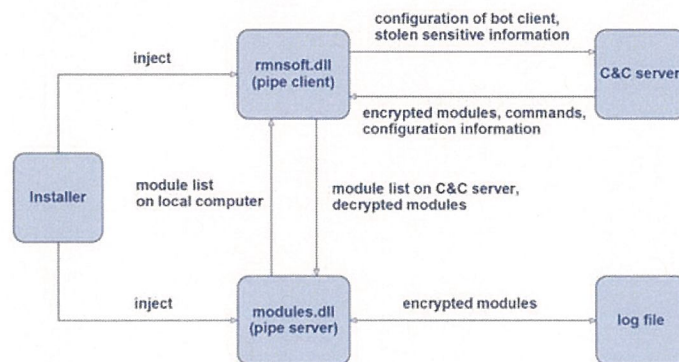 configuration of bot client,
stolen sensitive information
inject
rmnsoft.dll
(pipe client)
C&C server
encrypted modules, commands,
configuration information
Installer
module list
on local computer
module list on C&C server,
decrypted modules
inject
modules.dll
(pipe server)
encrypted modules
log file